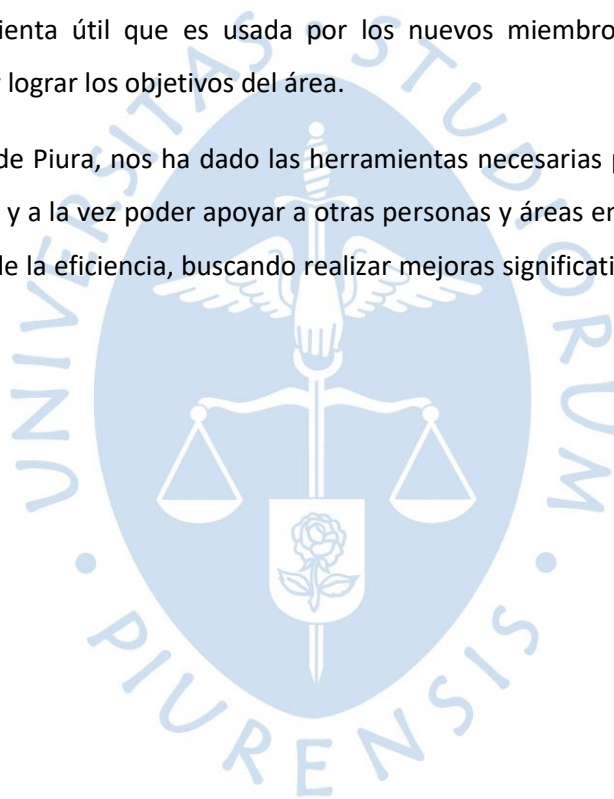 ienta útil que es usada por los nuevos miembro
lograr los objetivos del área.
de Piura, nos ha dado las herramientas necesarias
y a la vez poder apoyar a otras personas y áreas en
de la eficiencia, buscando realizar mejoras significati
UNIVERSITAS • STUDIORUM • PIURENSIS •